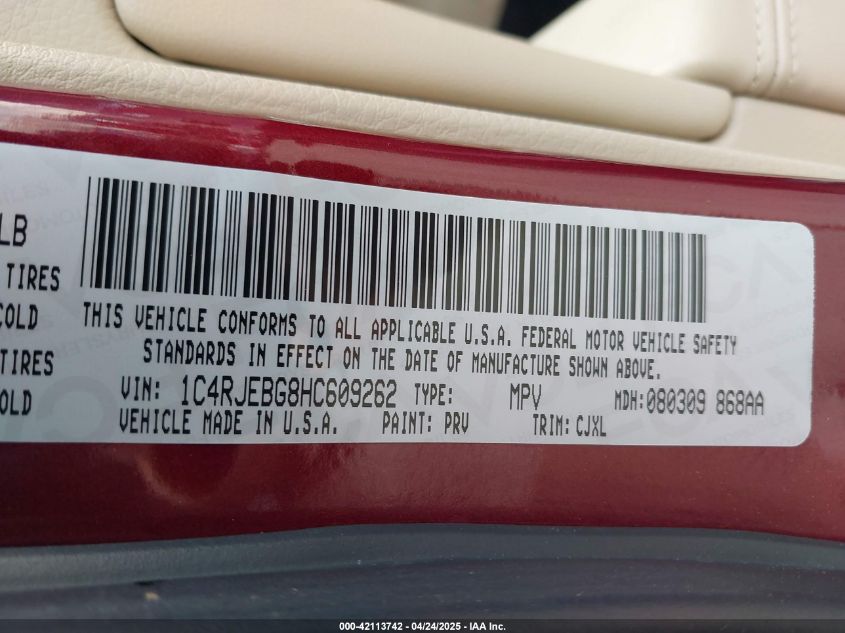 LB
TIRES
COLD
TIRES
OLD
THIS VEHICLE CONFORMS TO ALL APPLICABLE U.S.A. FEDERAL MOTOR VEHICLE SAFETY
STANDARDS IN EFFECT ON THE DATE OF MANUFACTURE SHOWN ABOVE.
VIN: 1C4RJEBG8HC609262 TYPE: MPV MDH:080309 868AA
VEHICLE MADE IN U.S.A. PAINT: PRV TRIM: CJXL
000-42113742 - 04/24/2025 - IAA Inc.